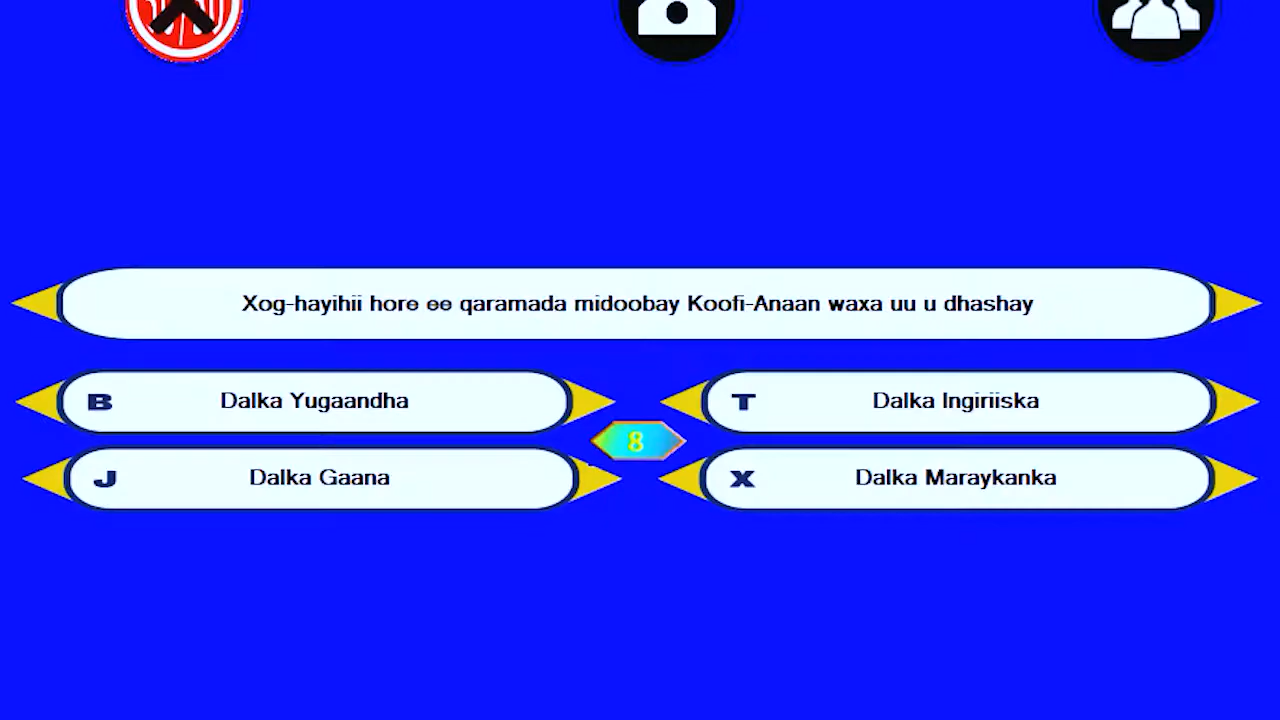 Xog-hayihii hore ee qaramada midoobay Koofi-Anaan waxa uu u dhashay
B Dalka Yugaandha
T Dalka Ingiriiska
8
J Dalka Gaana
X Dalka Maraykanka